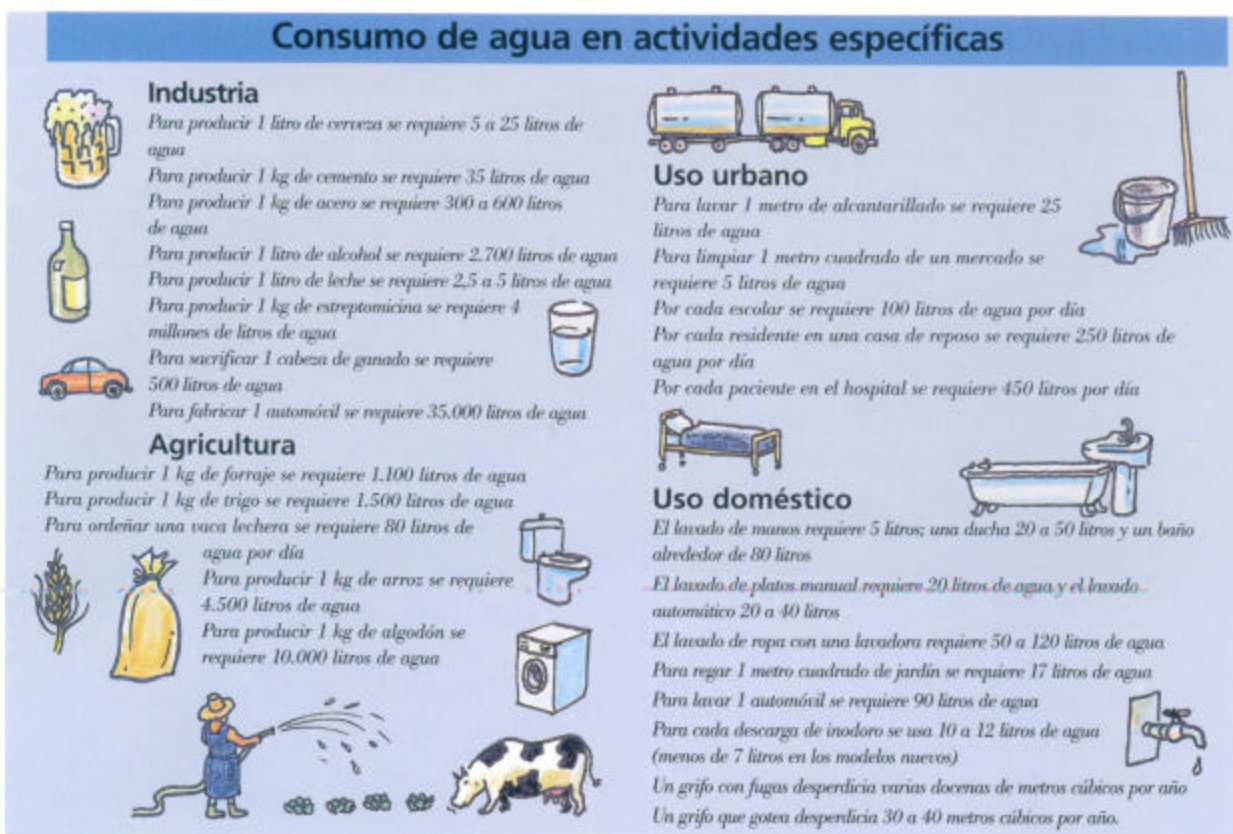 Consumo de agua en actividades específicas
Industria
Para producir 1 litro de cerveza se requiere 5 a 25 litros de
agua
Para producir 1 kg de cemento se requiere 35 litros de agua
Para producir 1 kg de acero se requiere 300 a 600 litros
de agua
Para producir 1 litro de alcohol se requiere 2.700 litros de agua
Para producir 1 litro de leche se requiere 2,5 a 5 litros de agua
Para producir 1 kg de estreptomicina se requiere 4
millones de litros de agua
Para sacrificar 1 cabeza de ganado se requiere
500 litros de agua
Para fabricar 1 automóvil se requiere 35.000 litros de agua
Agricultura
Para producir 1 kg de forraje se requiere 1.100 litros de agua
Para producir 1 kg de trigo se requiere 1.500 litros de agua
Para ordeñar una vaca lechera se requiere 80 litros de
agua por día
Para producir 1 kg de arroz se requiere
4.500 litros de agua
Para producir 1 kg de algodón se
requiere 10.000 litros de agua
Uso urbano
Para lavar 1 metro de alcantarillado se requiere 25
litros de agua
Para limpiar 1 metro cuadrado de un mercado se
requiere 5 litros de agua
Por cada escolar se requiere 100 litros de agua por día
Por cada residente en una casa de reposo se requiere 250 litros de
agua por día
Por cada paciente en el hospital se requiere 450 litros por día
Uso doméstico
El lavado de manos requiere 5 litros; una ducha 20 a 50 litros y un baño
alrededor de 80 litros
El lavado de platos manual requiere 20 litros de agua y el lavado
automático 20 a 40 litros
El lavado de ropa con una lavadora requiere 50 a 120 litros de agua
Para regar 1 metro cuadrado de jardín se requiere 17 litros de agua
Para lavar 1 automóvil se requiere 90 litros de agua
Para cada descarga de inodoro se usa 10 a 12 litros de agua
(menos de 7 litros en los modelos nuevos)
Un grifo con fugas desperdicia varias docenas de metros cúbicos por año
Un grifo que gotea desperdicia 30 a 40 metros cúbicos por año.